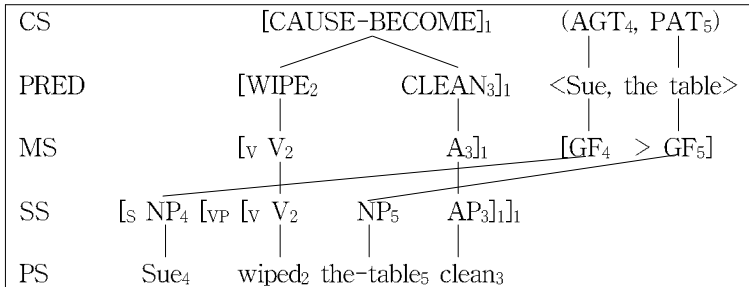 CS [CAUSE-BECOME]₁ (AGT₄, PAT₅)
PRED [WIPE₂ CLEAN₃]₁ <Sue, the table>
MS [V V₂ A₃]₁ [GF₄ > GF₅]
SS [S NP₄ [VP [V V₂ NP₅ AP₃]₁]₁
PS Sue₄ wiped₂ the-table₅ clean₃